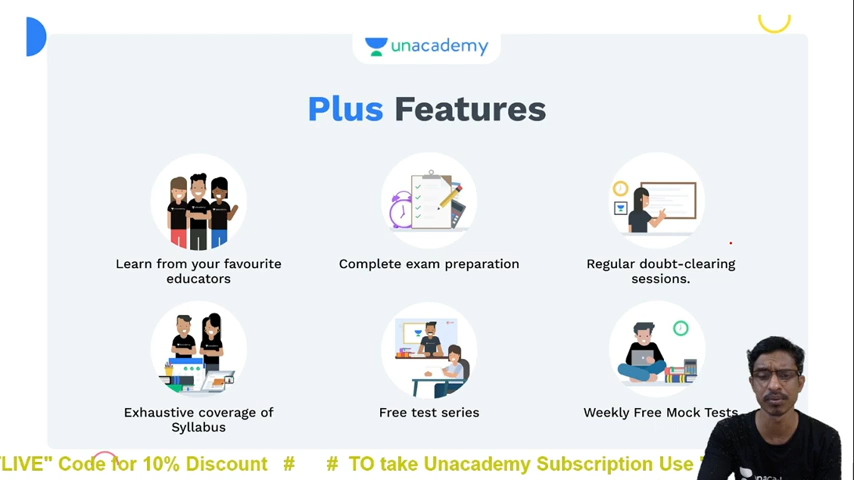 unacademy
Plus Features
Learn from your favourite
educators
Complete exam preparation
Regular doubt-clearing
sessions.
Exhaustive coverage of
Syllabus
Free test series
Weekly Free Mock Tests
LIVE" Code for 10% Discount # # TO take Unacademy Subscription Use
unacademy